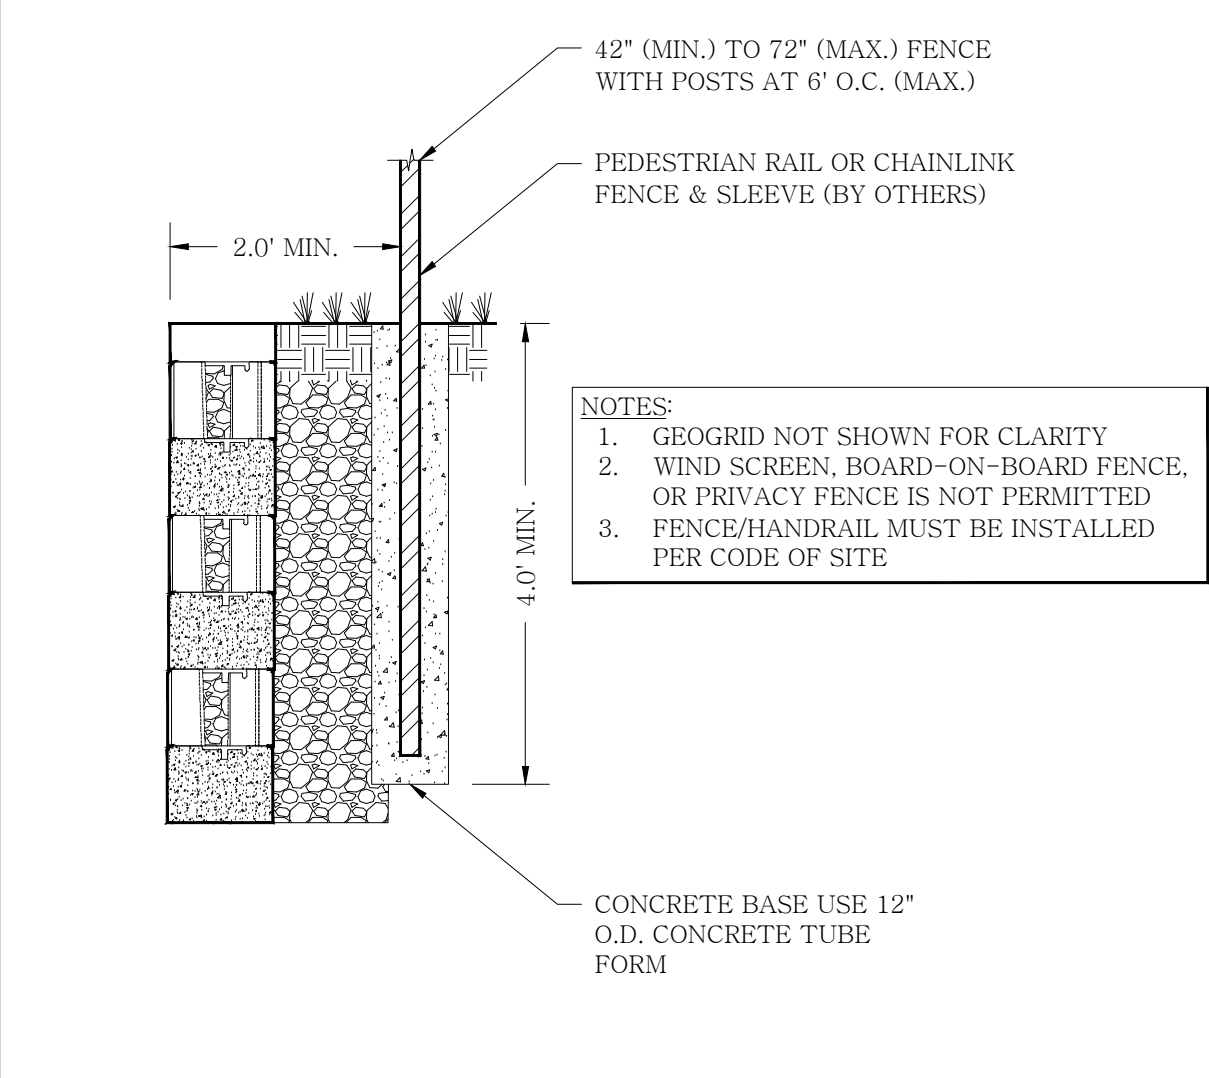 42" (MIN.) TO 72" (MAX.) FENCE
WITH POSTS AT 6' O.C. (MAX.)
PEDESTRIAN RAIL OR CHAINLINK
FENCE & SLEEVE (BY OTHERS)
2.0' MIN.
4.0' MIN.
NOTES:
1. GEOGRID NOT SHOWN FOR CLARITY
2. WIND SCREEN, BOARD-ON-BOARD FENCE,
OR PRIVACY FENCE IS NOT PERMITTED
3. FENCE/HANDRAIL MUST BE INSTALLED
PER CODE OF SITE
CONCRETE BASE USE 12"
O.D. CONCRETE TUBE
FORM